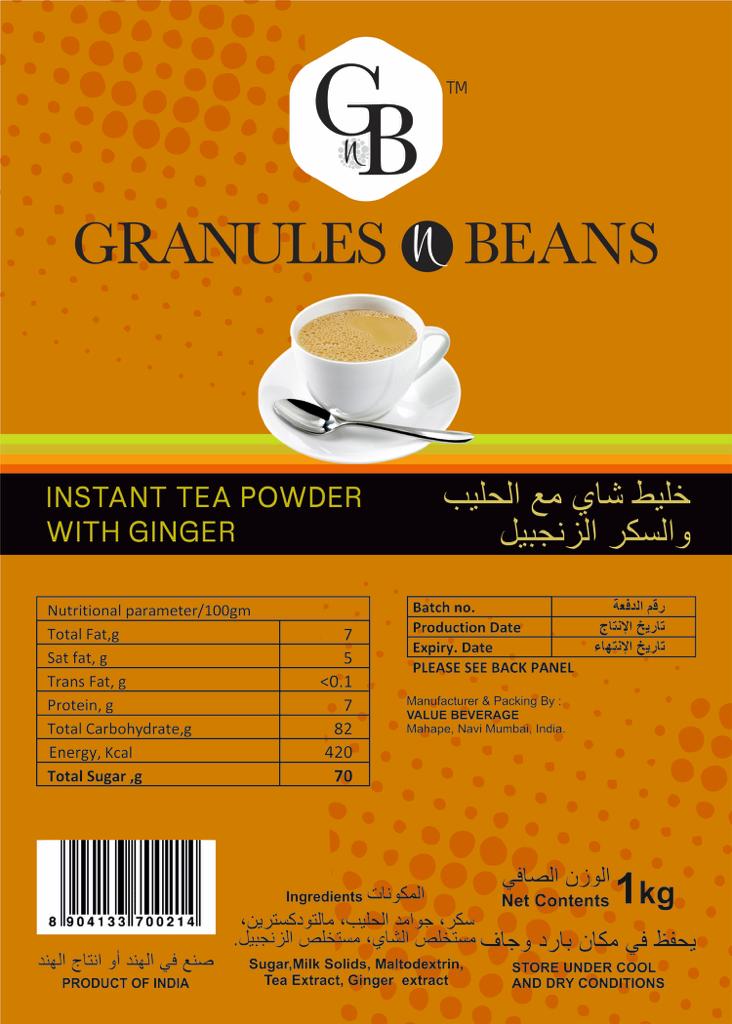 GnB
TM
GRANULES n BEANS
INSTANT TEA POWDER
WITH GINGER
خليط شاي مع الحليب
والسكر الزنجبيل
Nutritional parameter/100gm
Total Fat,g 7
Sat fat, g 5
Trans Fat, g <0.1
Protein, g 7
Total Carbohydrate,g 82
Energy, Kcal 420
Total Sugar ,g 70
Batch no. رقم الدفعة
Production Date تاريخ الإنتاج
Expiry. Date تاريخ الإنتهاء
PLEASE SEE BACK PANEL
Manufacturer & Packing By :
VALUE BEVERAGE
Mahape, Navi Mumbai, India.
8 904133 700214
صنع في الهند أو انتاج الهند
PRODUCT OF INDIA
Ingredients المكونات
سكر، جوامد الحليب، مالتودكسترين،
مستخلص الشاي، مستخلص الزنجبيل.
Sugar,Milk Solids, Maltodextrin,
Tea Extract, Ginger extract
الوزن الصافي
Net Contents 1kg
يحفظ في مكان بارد وجاف
STORE UNDER COOL
AND DRY CONDITIONS